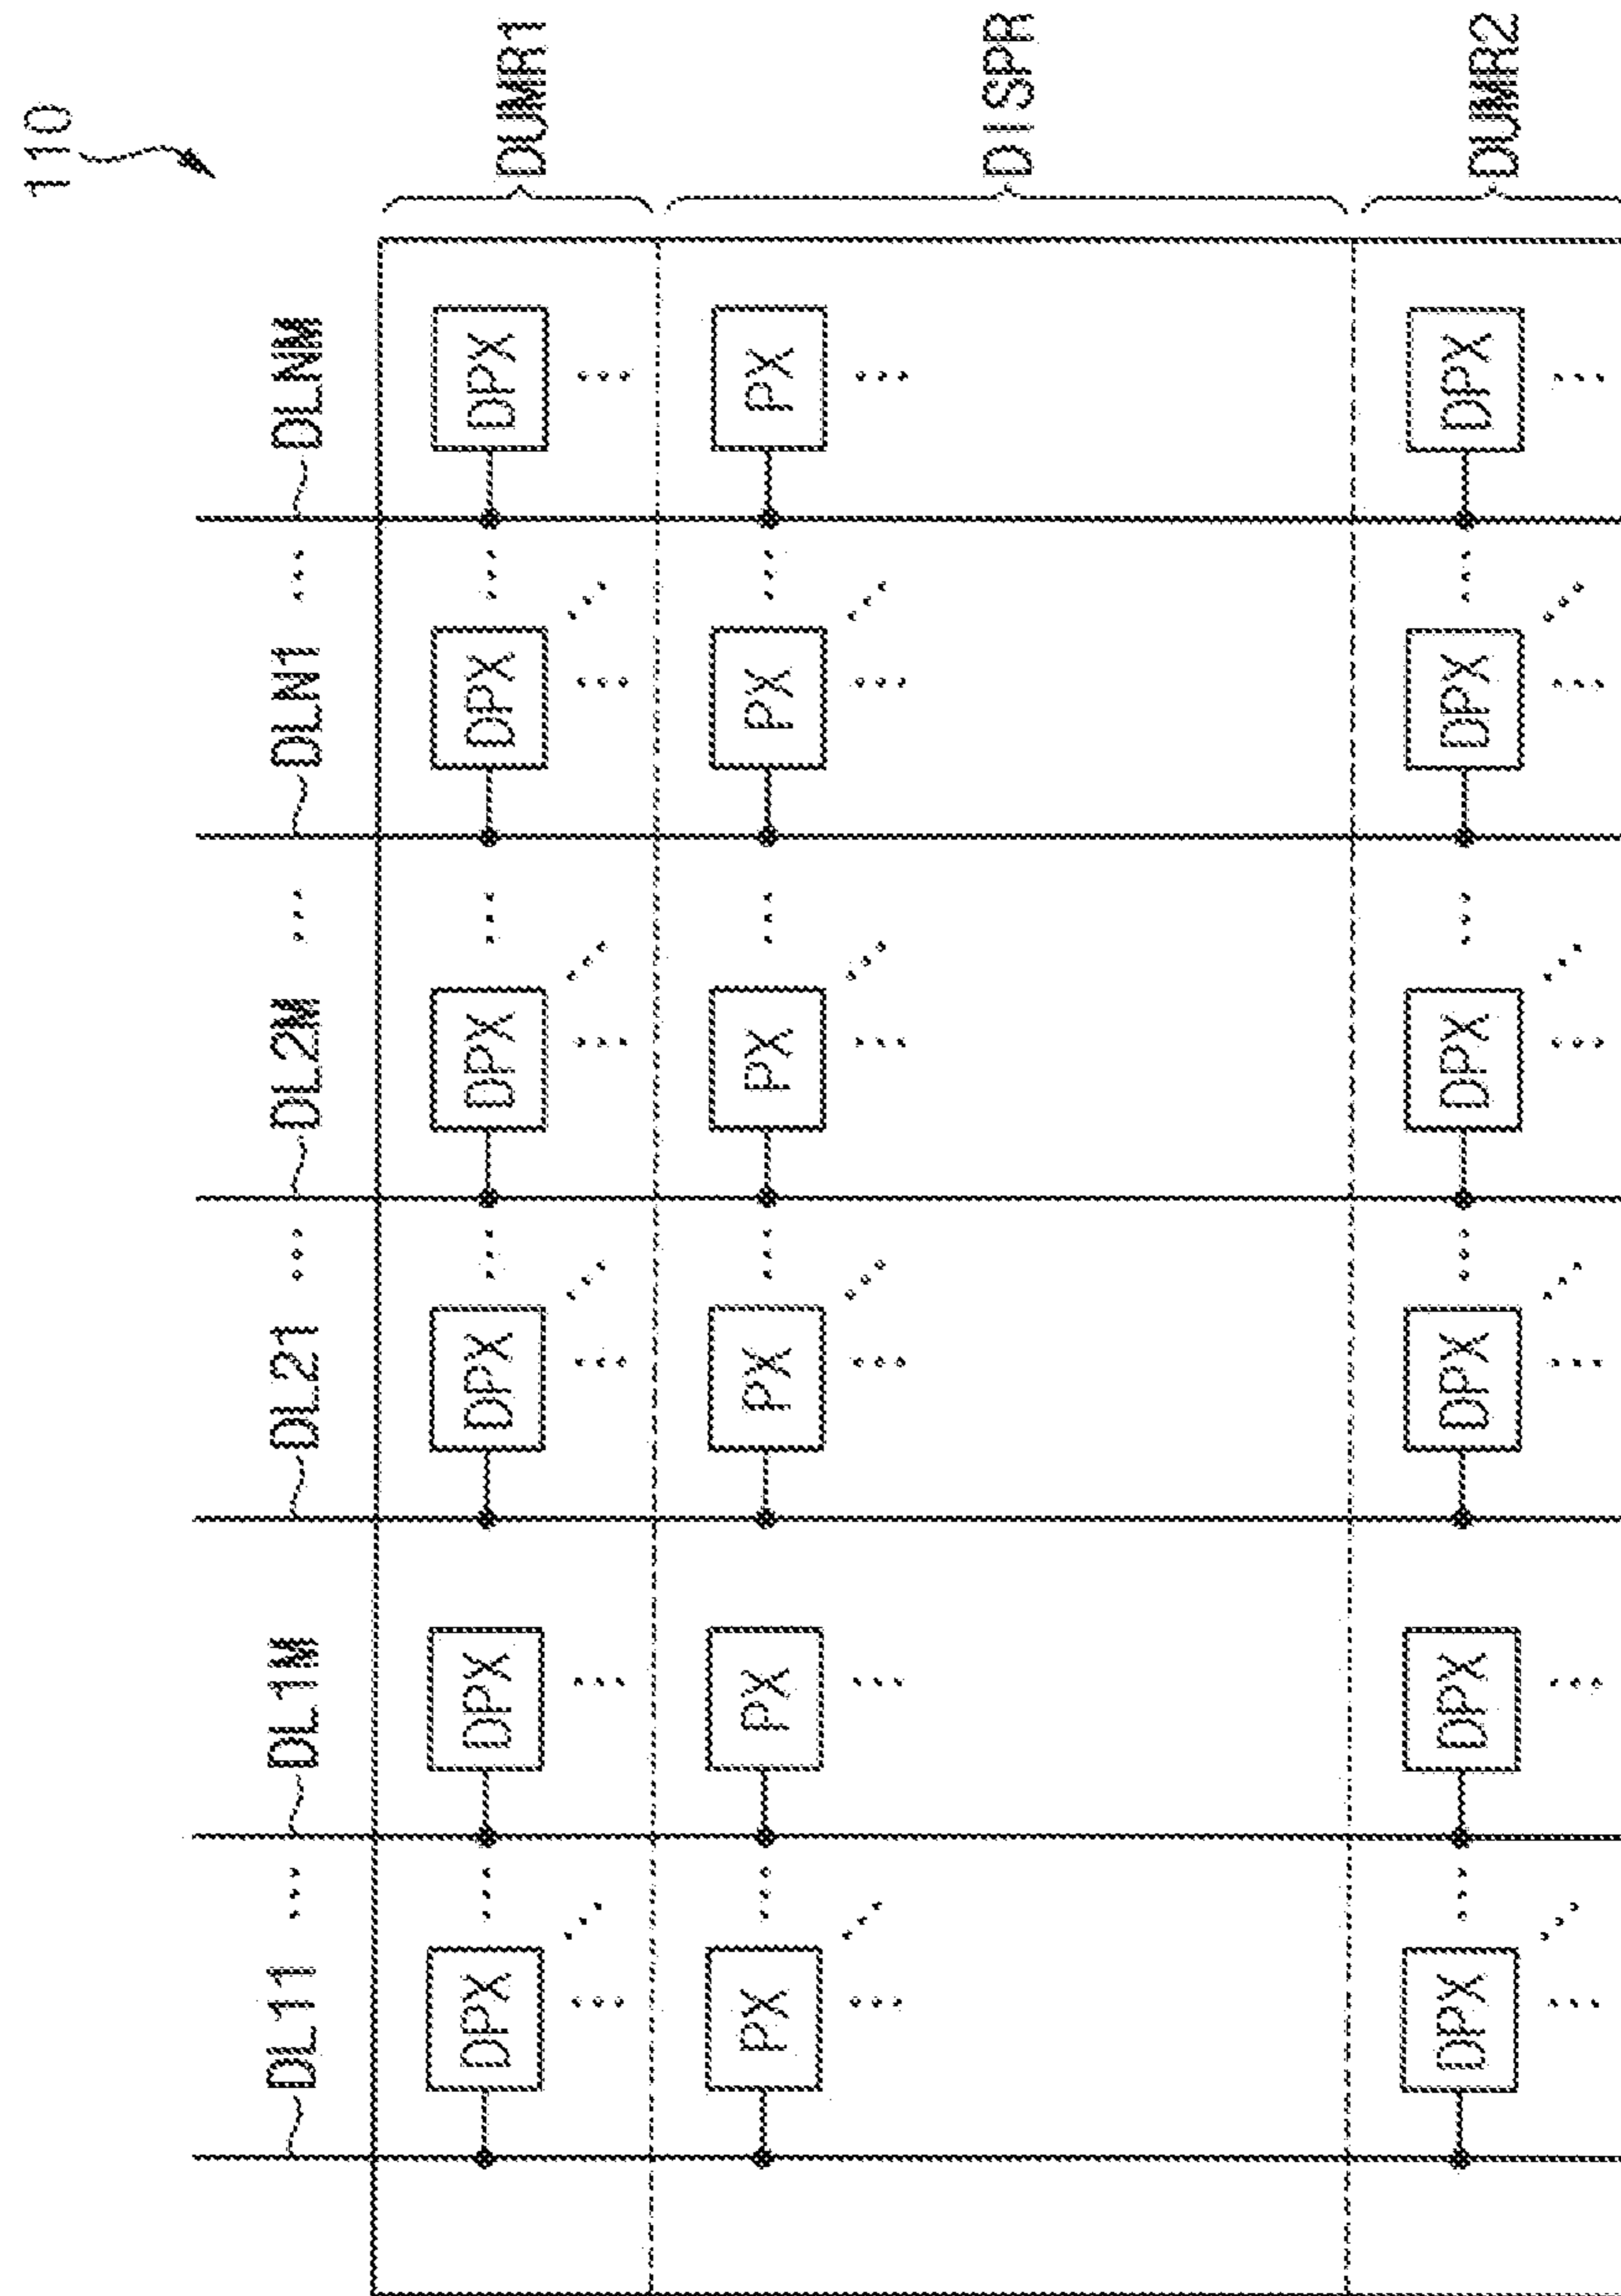 110
DL11 ... DL1M DL21 ... DL2M ... DLN1 ... DLNM
DPX ... DPX DPX ... DPX ... DPX ... DPX DUMR1
PX ... PX PX ... PX ... PX ... PX
DISPR
DPX ... DPX DPX ... DPX ... DPX ... DPX DUMR2